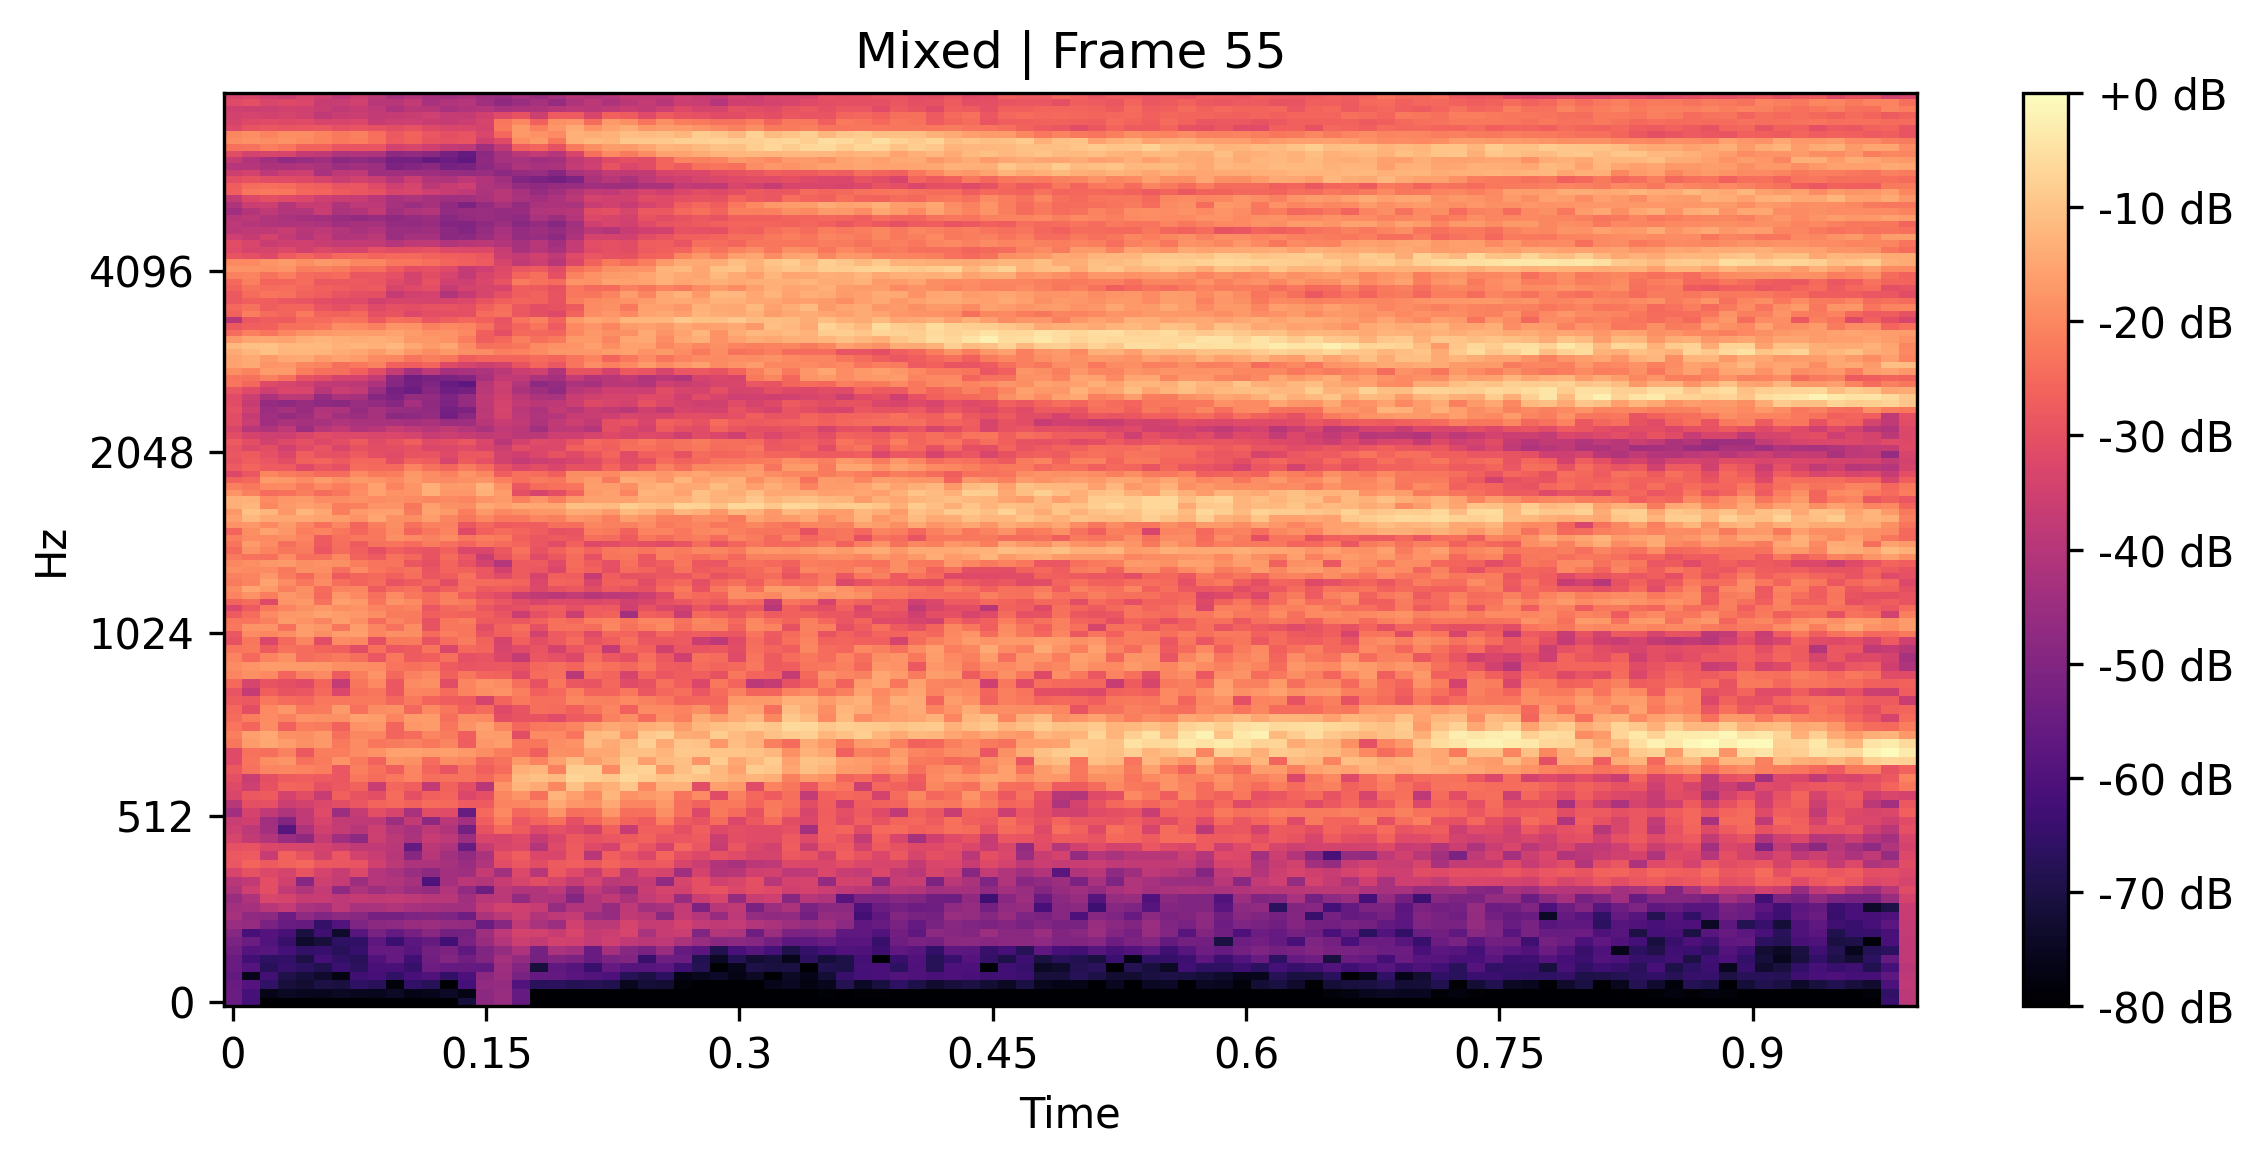 Mixed | Frame 55
Hz
4096
2048
1024
512
0
0 0.15 0.3 0.45 0.6 0.75 0.9
Time
+0 dB
-10 dB
-20 dB
-30 dB
-40 dB
-50 dB
-60 dB
-70 dB
-80 dB